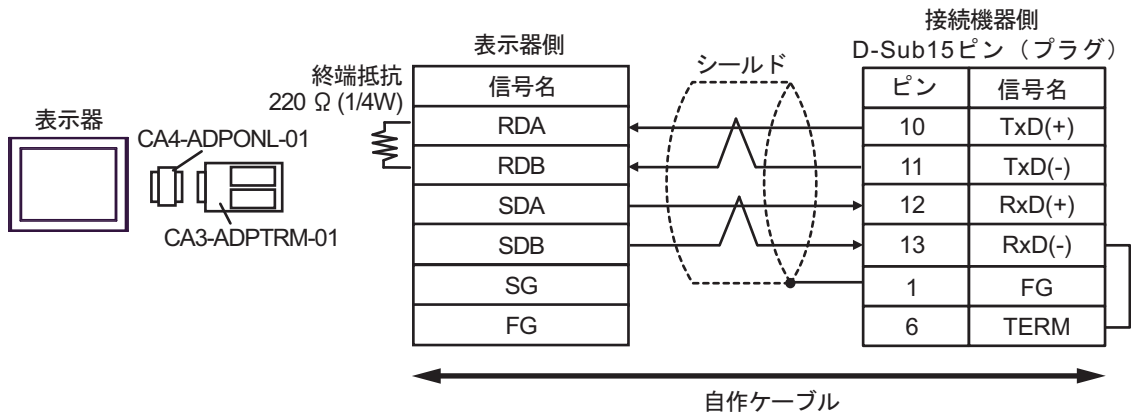 接続機器側
D-Sub15ピン（プラグ）
表示器側
シールド
終端抵抗
220 Ω (1/4W)
表示器
CA4-ADPONL-01
CA3-ADPTRM-01
信号名
RDA
RDB
SDA
SDB
SG
FG
ピン 信号名
10 TxD(+)
11 TxD(-)
12 RxD(+)
13 RxD(-)
1 FG
6 TERM
自作ケーブル